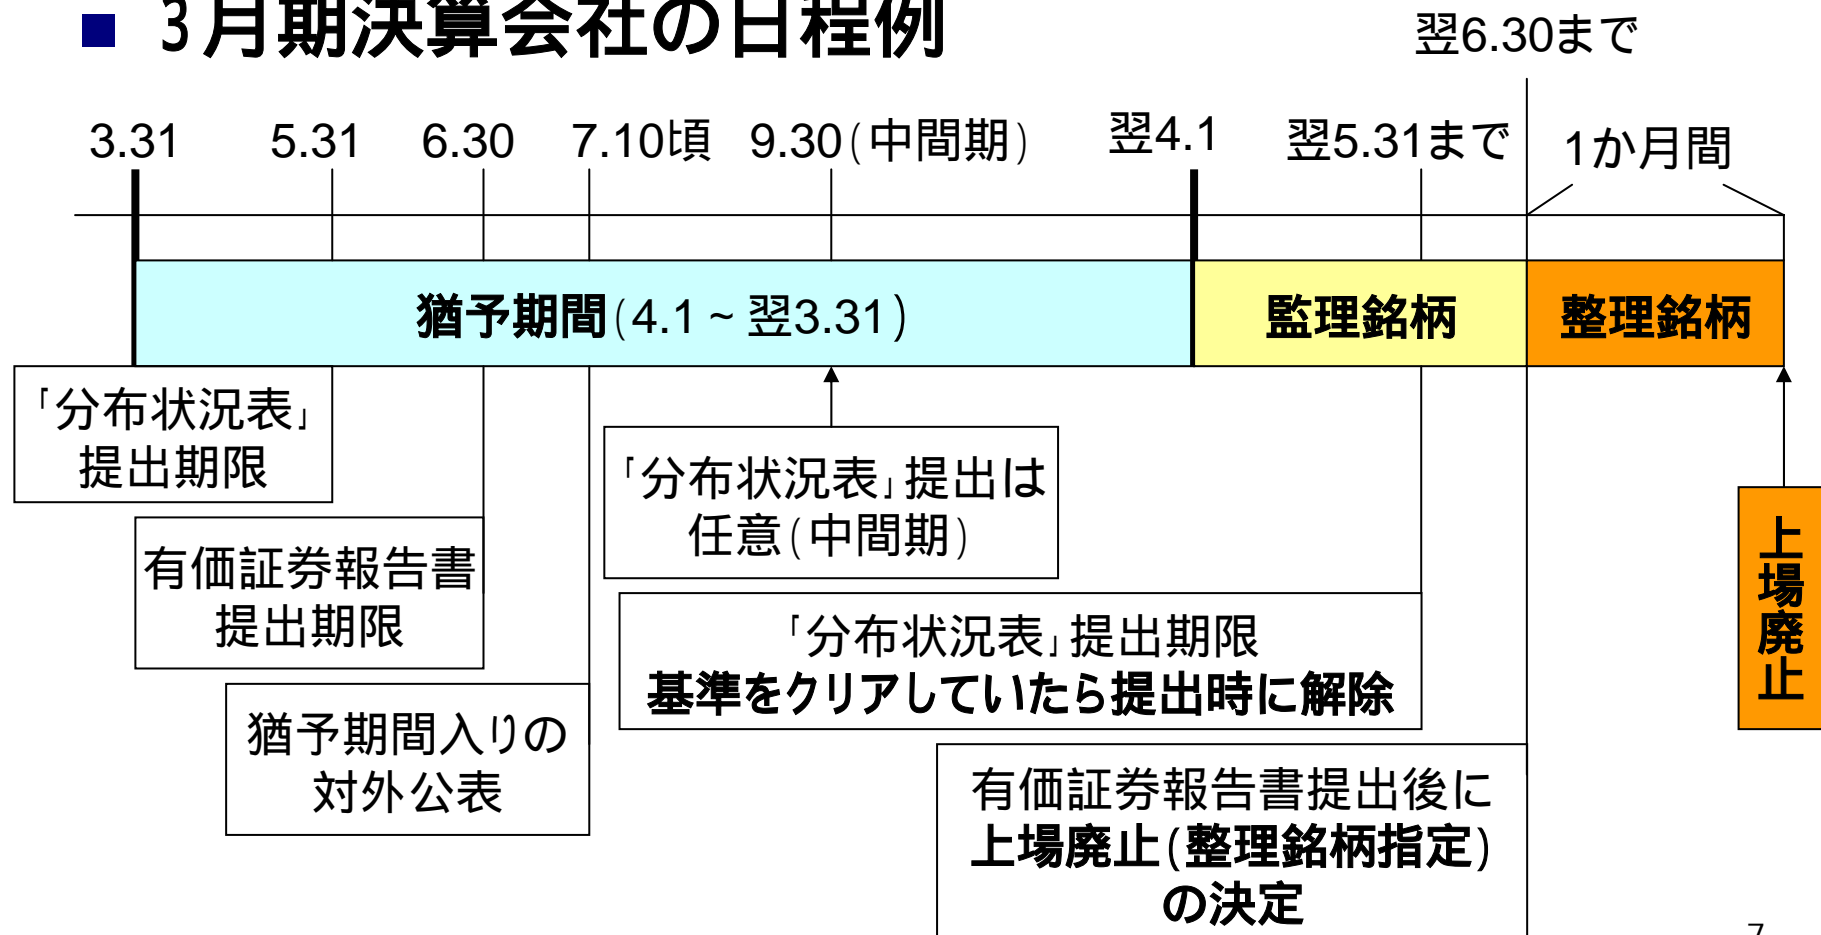 ■ 3月期決算会社の日程例
翌6.30まで
3.31 5.31 6.30 7.10頃 9.30(中間期) 翌4.1 翌5.31まで 1か月間
猶予期間(4.1 ~ 翌3.31) 監理銘柄 整理銘柄
「分布状況表」
提出期限
「分布状況表」提出は
任意(中間期)
有価証券報告書
提出期限
「分布状況表」提出期限
基準をクリアしていたら提出時に解除
上場廃止
猶予期間入りの
対外公表
有価証券報告書提出後に
上場廃止(整理銘柄指定)
の決定
7